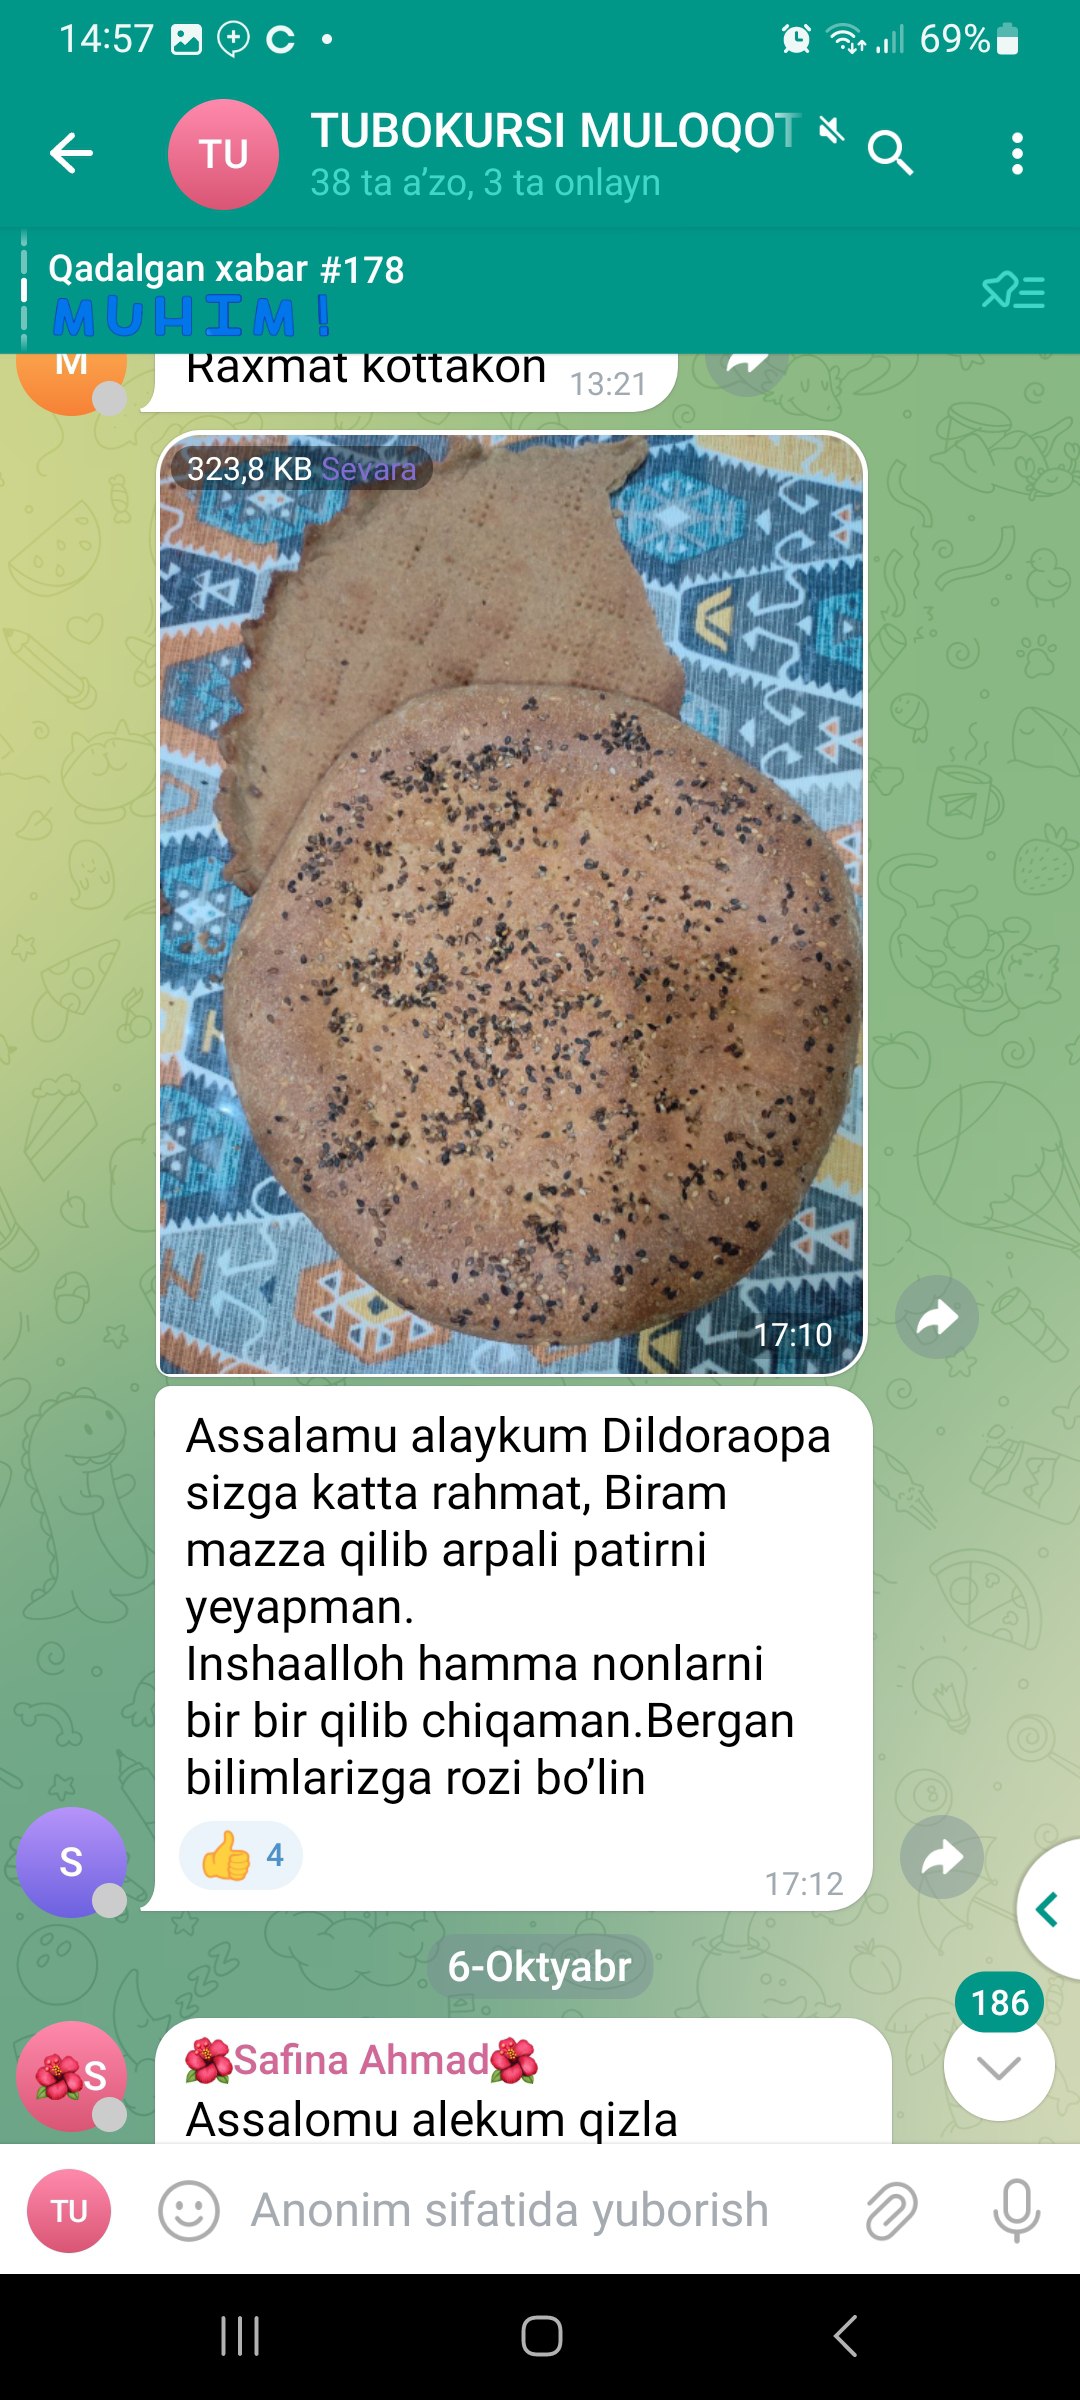 14:57
69%
TU
TUBOKURSI MULOQOT
38 ta a’zo, 3 ta onlayn
Qadalgan xabar #178
MUHIM!
M
Raxmat kottakon 13:21
323,8 KB Sevara
17:10
Assalamu alaykum Dildoraopa
sizga katta rahmat, Biram
mazza qilib arpali patirni
yeyapman.
Inshaalloh hamma nonlarni
bir bir qilib chiqaman.Bergan
bilimlarizga rozi bo’lin
👍 4
17:12
S
6-Oktyabr
186
🌺S
🌺Safina Ahmad🌺
Assalomu alekum qizla
TU
Anonim sifatida yuborish